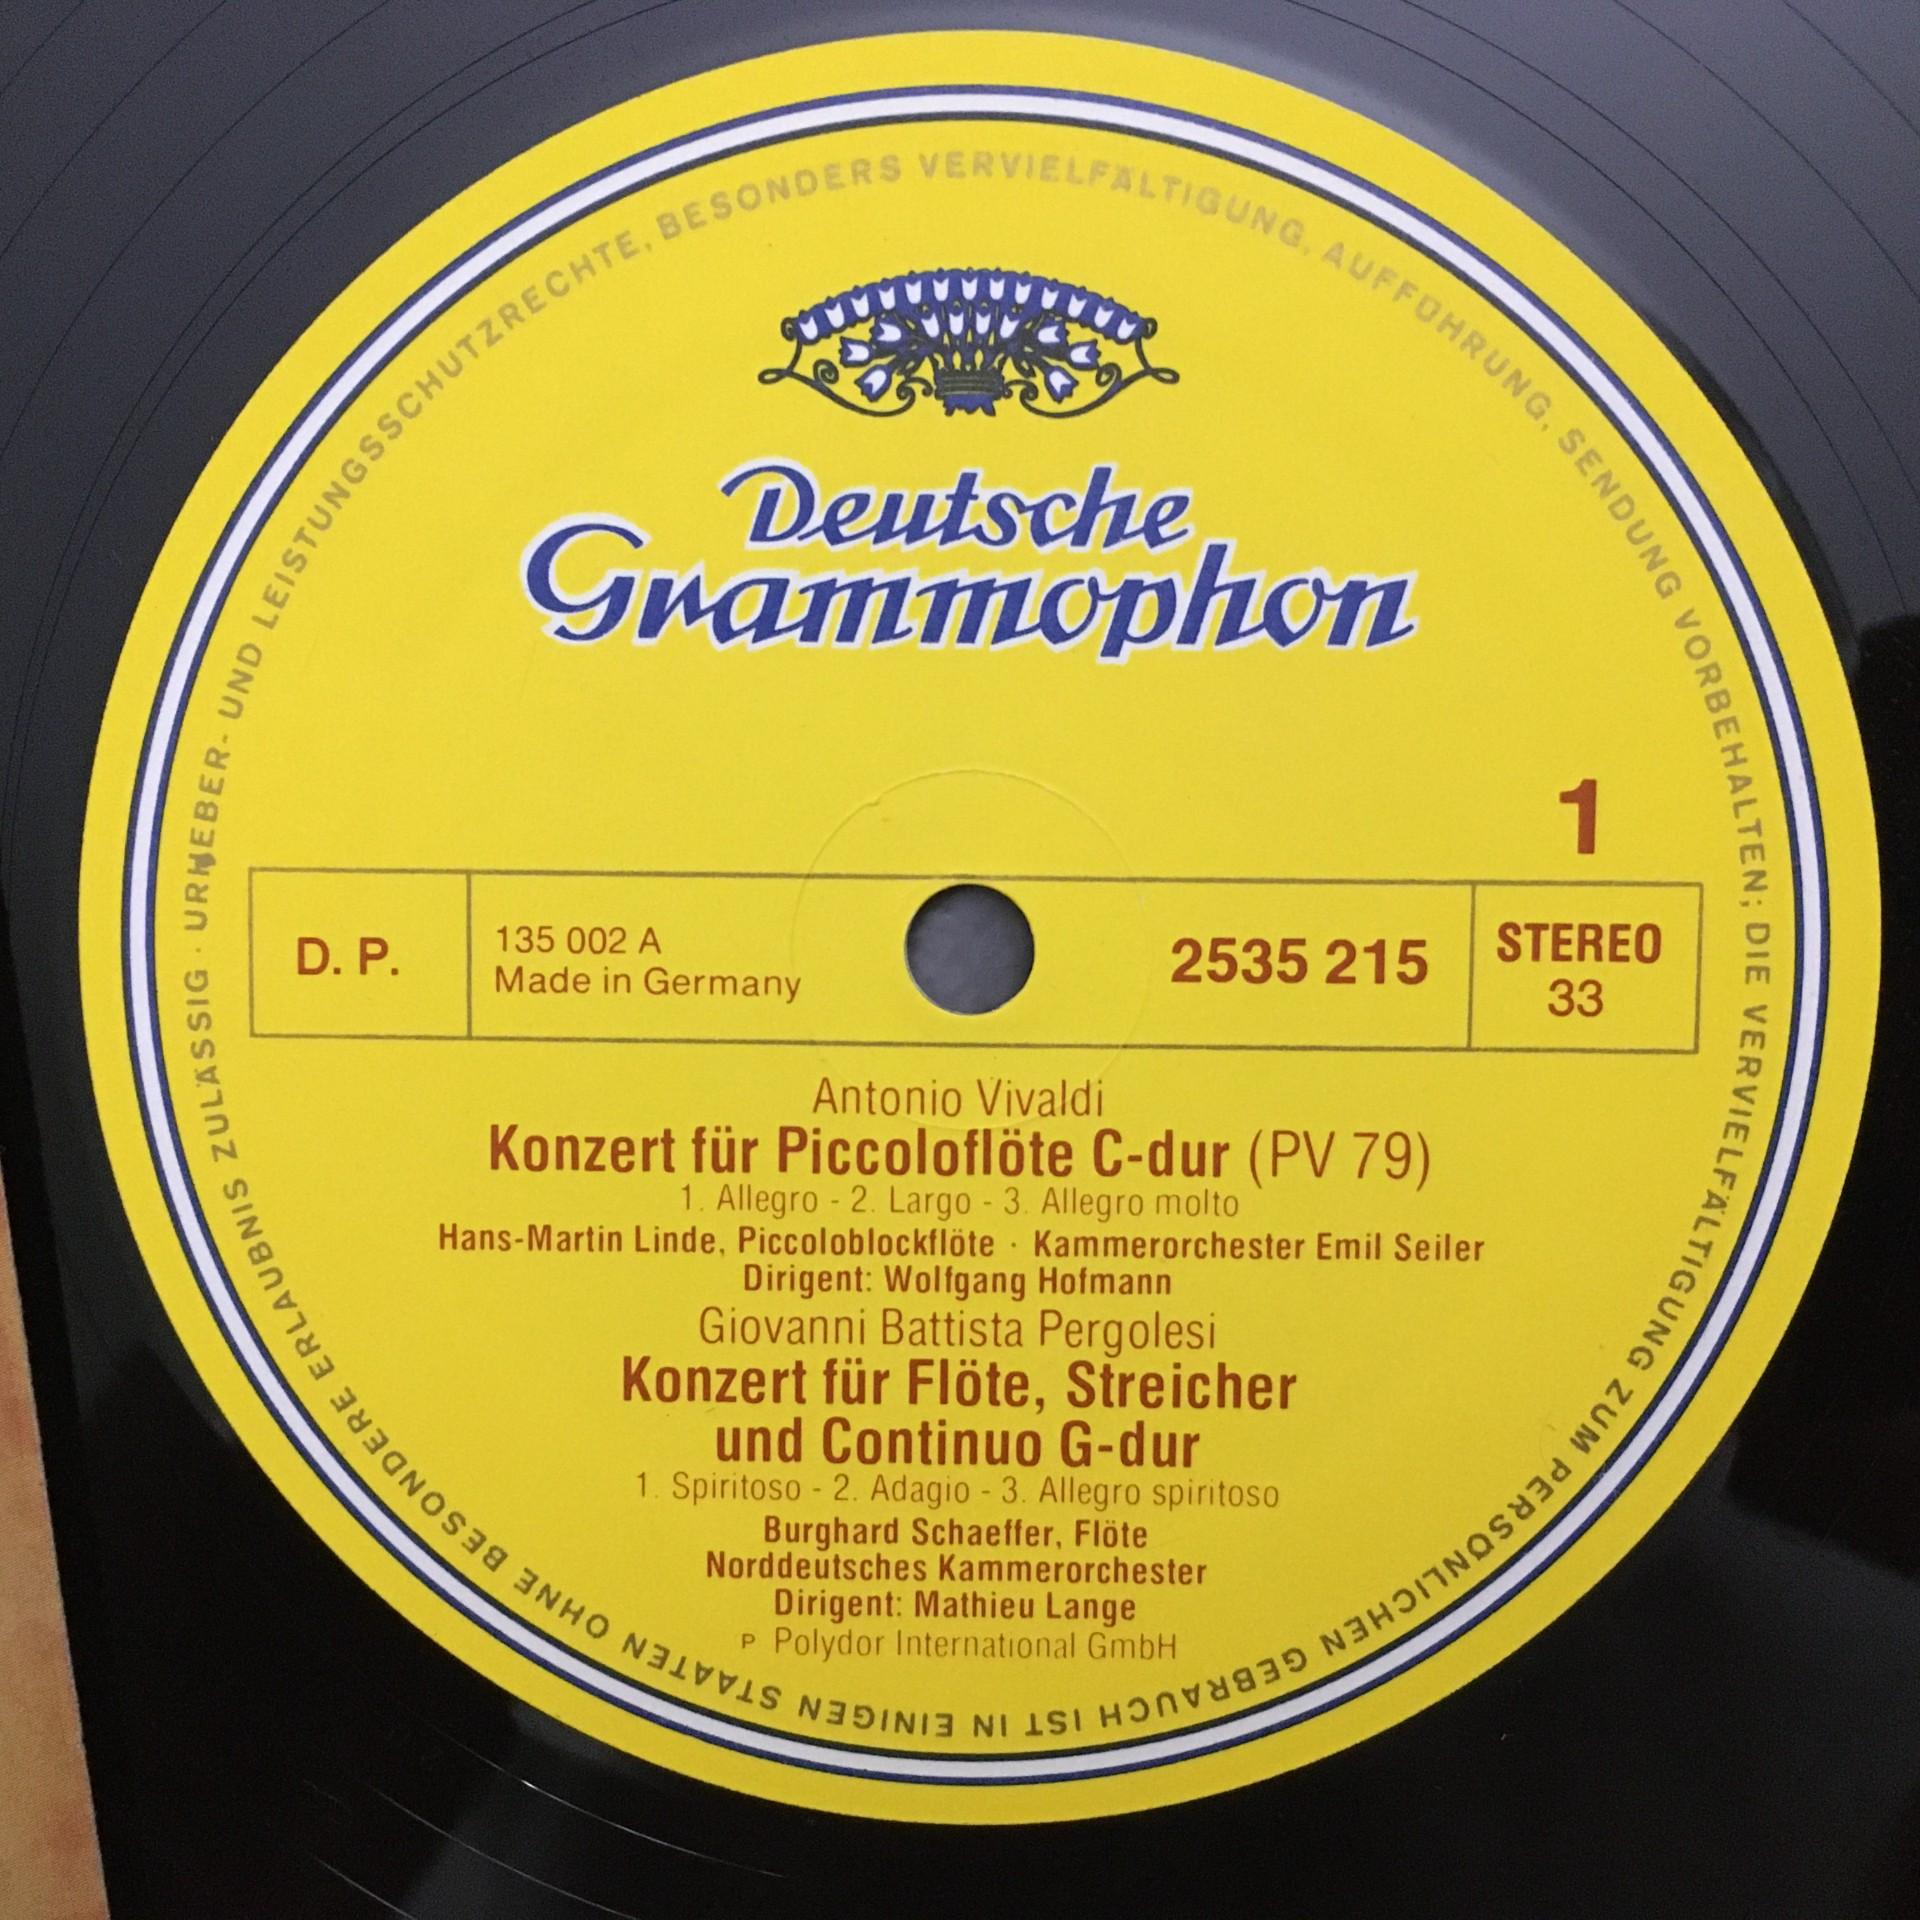 URHEBER- UND LEISTUNGSSCHUTZRECHTE, BESONDERS VERVIELFÄLTIGUNG, AUFFÜHRUNG, SENDUNG VORBEHALTEN; DIE VERVIELFÄLTIGUNG ZUM PERSÖNLICHEN GEBRAUCH IST IN EINIGEN STAATEN OHNE BESONDERE ERLAUBNIS ZULÄSSIG ·
Deutsche
Grammophon
1
D. P.
135 002 A
Made in Germany
2535 215
STEREO
33
Antonio Vivaldi
Konzert für Piccoloflöte C-dur (PV 79)
1. Allegro - 2. Largo - 3. Allegro molto
Hans-Martin Linde, Piccoloblockflöte · Kammerorchester Emil Seiler
Dirigent: Wolfgang Hofmann
Giovanni Battista Pergolesi
Konzert für Flöte, Streicher
und Continuo G-dur
1. Spiritoso - 2. Adagio - 3. Allegro spiritoso
Burghard Schaeffer, Flöte
Norddeutsches Kammerorchester
Dirigent: Mathieu Lange
P Polydor International GmbH